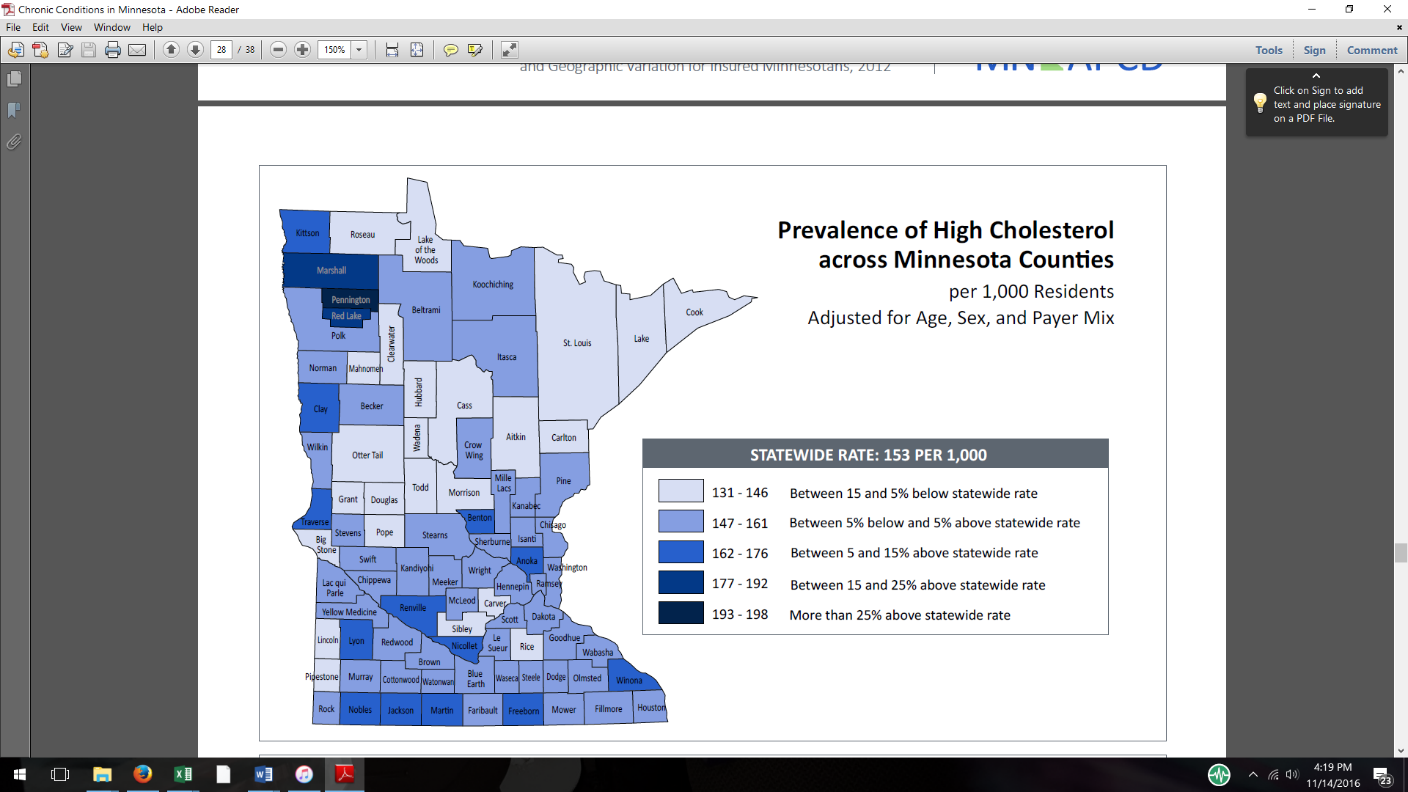 Chronic Conditions in Minnesota - Adobe Reader
File Edit View Window Help
28 / 38 150% Tools Sign Comment
and Geographic Variation for Insured Minnesotans, 2012
MN APCD
Click on Sign to add
text and place signature
on a PDF File.
Prevalence of High Cholesterol
across Minnesota Counties
per 1,000 Residents
Adjusted for Age, Sex, and Payer Mix
Kittson
Roseau
Lake
of the
Woods
Marshall
Koochiching
Pennington
Beltrami
Red Lake
Polk
Clearwater
Cook
Lake
St. Louis
Itasca
Norman
Mahnomen
Hubbard
Cass
Clay
Becker
Wadena
Crow
Wing
Aitkin
Carlton
Wilkin
Otter Tail
Todd
Morrison
Mille
Lacs
Pine
Kanabec
Grant
Douglas
Traverse
Stevens
Pope
Stearns
Benton
Sherburne
Isanti
Chisago
Big
Stone
Swift
Kandiyohi
Meeker
Wright
Anoka
Washington
Hennepin
Ramsey
Lac qui
Parle
Chippewa
Renville
McLeod
Carver
Scott
Dakota
Yellow Medicine
Sibley
Lincoln
Lyon
Redwood
Nicollet
Le
Sueur
Rice
Goodhue
Wabasha
Brown
Pipestone
Murray
Cottonwood
Watonwan
Blue
Earth
Waseca
Steele
Dodge
Olmsted
Winona
Rock
Nobles
Jackson
Martin
Faribault
Freeborn
Mower
Fillmore
Houston
STATEWIDE RATE: 153 PER 1,000
131 - 146 Between 15 and 5% below statewide rate
147 - 161 Between 5% below and 5% above statewide rate
162 - 176 Between 5 and 15% above statewide rate
177 - 192 Between 15 and 25% above statewide rate
193 - 198 More than 25% above statewide rate
4:19 PM
11/14/2016
23